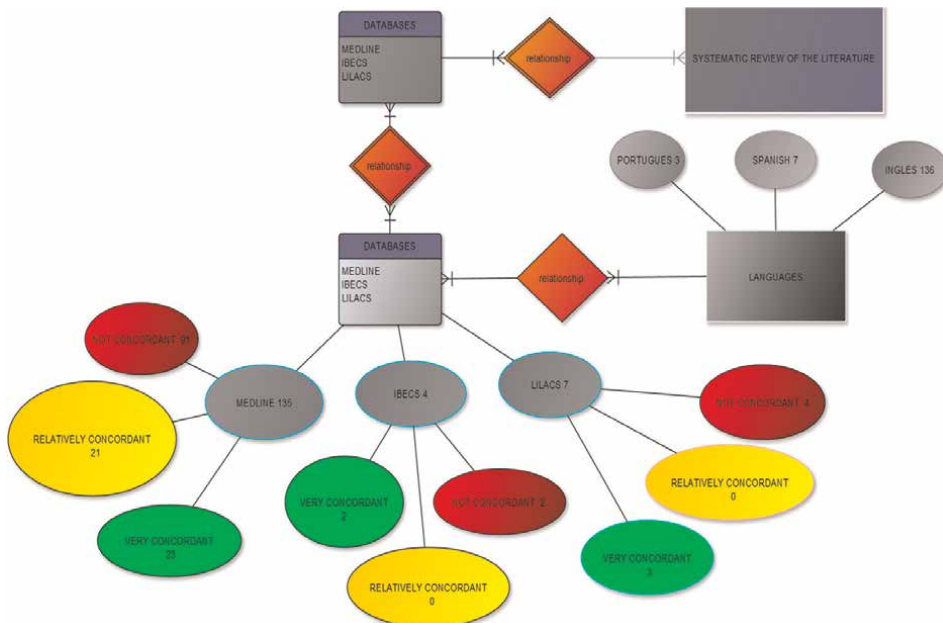 DATABASES
MEDLINE
IBECS
LILACS
relationship
SYSTEMATIC REVIEW OF THE LITERATURE
relationship
PORTUGUES 3
SPANISH 7
INGLES 136
DATABASES
MEDLINE
IBECS
LILACS
relationship
LANGUAGES
NOT CONCORDANT 91
MEDLINE 135
IBECS 4
LILACS 7
NOT CONCORDANT 4
RELATIVELY CONCORDANT
21
VERY CONCORDANT
23
VERY CONCORDANT
2
NOT CONCORDANT 2
RELATIVELY CONCORDANT
0
RELATIVELY CONCORDANT
0
VERY CONCORDANT
3